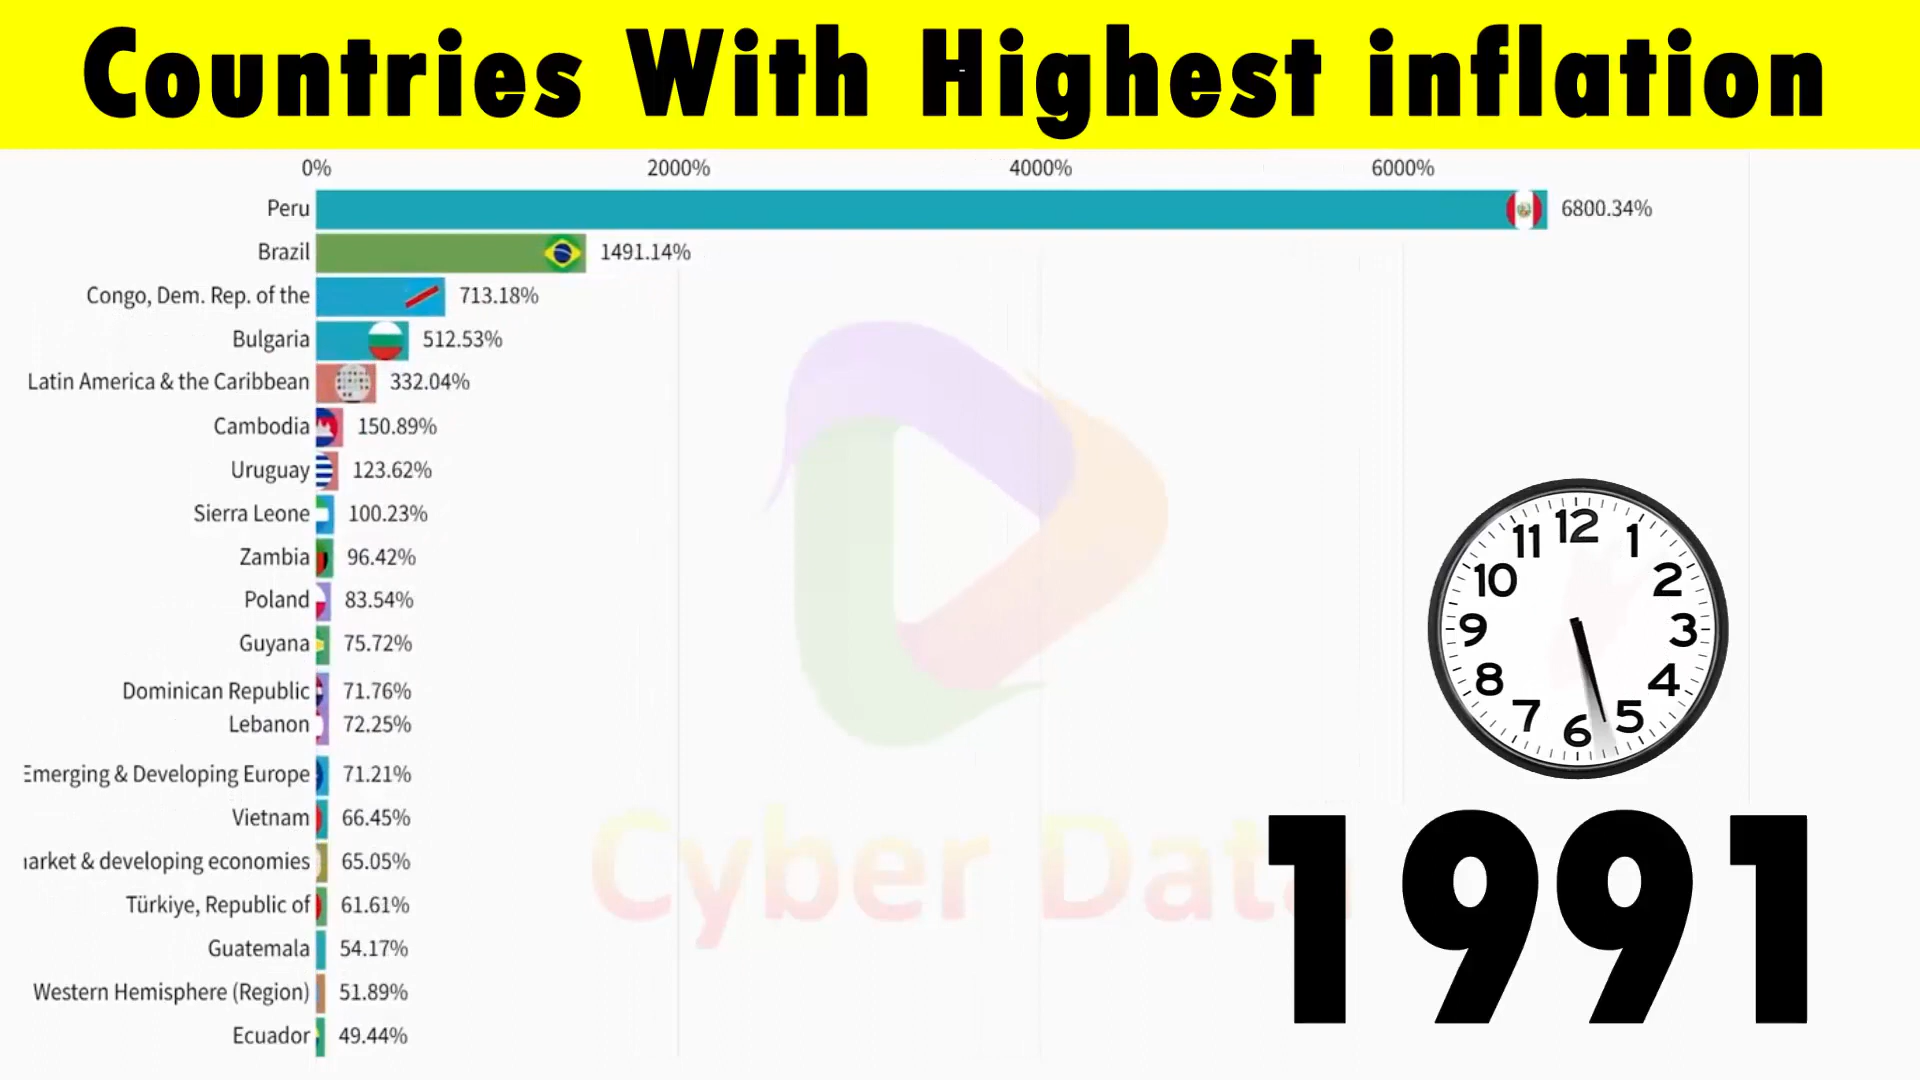 Countries With Highest inflation
0% 2000% 4000% 6000%
Peru 6800.34%
Brazil 1491.14%
Congo, Dem. Rep. of the 713.18%
Bulgaria 512.53%
Latin America & the Caribbean 332.04%
Cambodia 150.89%
Uruguay 123.62%
Sierra Leone 100.23%
Zambia 96.42%
Poland 83.54%
Guyana 75.72%
Dominican Republic 71.76%
Lebanon 72.25%
Emerging & Developing Europe 71.21%
Vietnam 66.45%
market & developing economies 65.05%
Türkiye, Republic of 61.61%
Guatemala 54.17%
Western Hemisphere (Region) 51.89%
Ecuador 49.44%
Cyber Data
12 1 2 3 4 5 6 7 8 9 10 11
1991